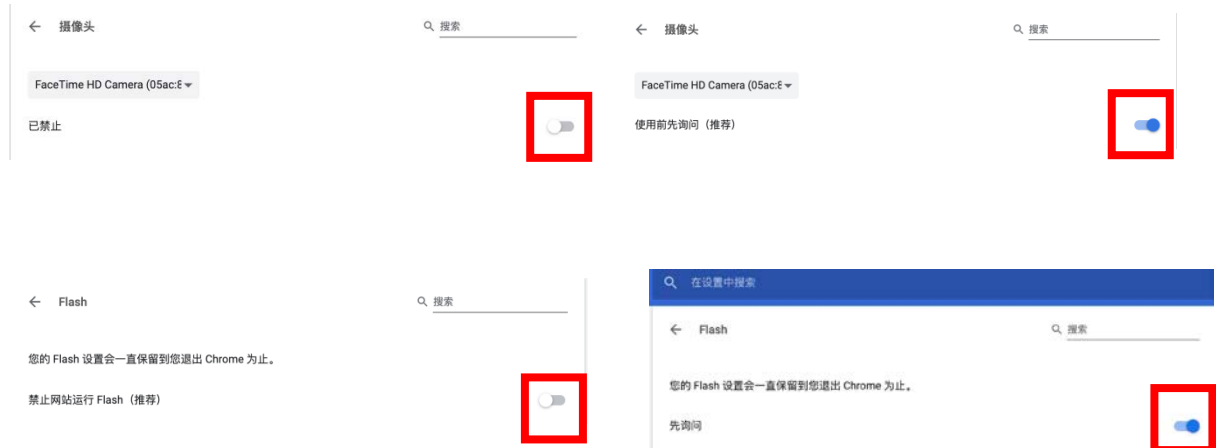 摄像头
搜索
FaceTime HD Camera (05ac:8
已禁止
摄像头
搜索
FaceTime HD Camera (05ac:8
使用前先询问（推荐）
Flash
搜索
您的 Flash 设置会一直保留到您退出 Chrome 为止。
禁止网站运行 Flash（推荐）
在设置中搜索
Flash
搜索
您的 Flash 设置会一直保留到您退出 Chrome 为止。
先询问